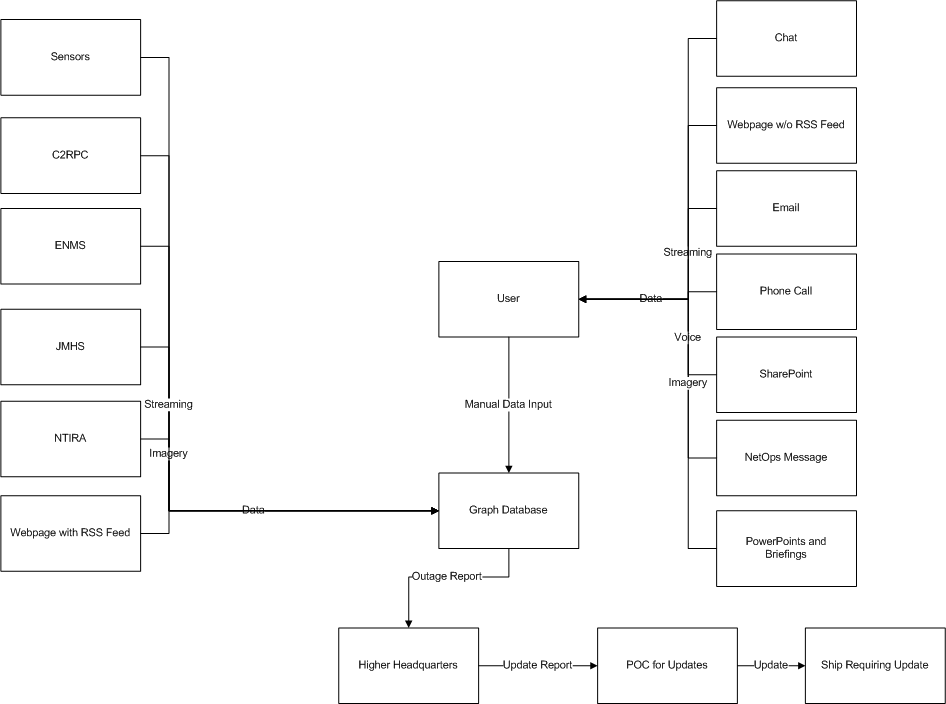 Sensors
C2RPC
ENMS
JMHS
NTIRA
Webpage with RSS Feed
Streaming
Imagery
Data
User
Manual Data Input
Graph Database
Outage Report
Higher Headquarters
Update Report
POC for Updates
Update
Ship Requiring Update
Chat
Webpage w/o RSS Feed
Email
Phone Call
SharePoint
NetOps Message
PowerPoints and
Briefings
Streaming
Data
Voice
Imagery